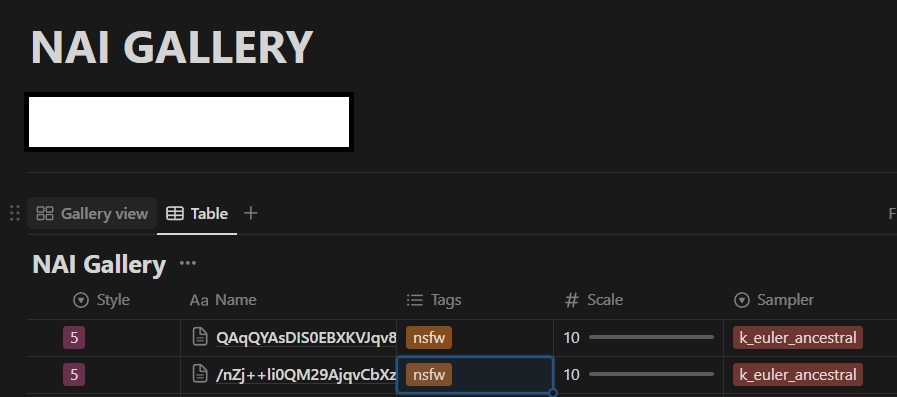 NAI GALLERY
Gallery view Table + F
NAI Gallery ...
Style Aa Name Tags # Scale Sampler
5 QAqQYAsDIS0EBXKVJqv8 nsfw 10 k_euler_ancestral
5 /nZj++li0QM29AjqvCbXz nsfw 10 k_euler_ancestral